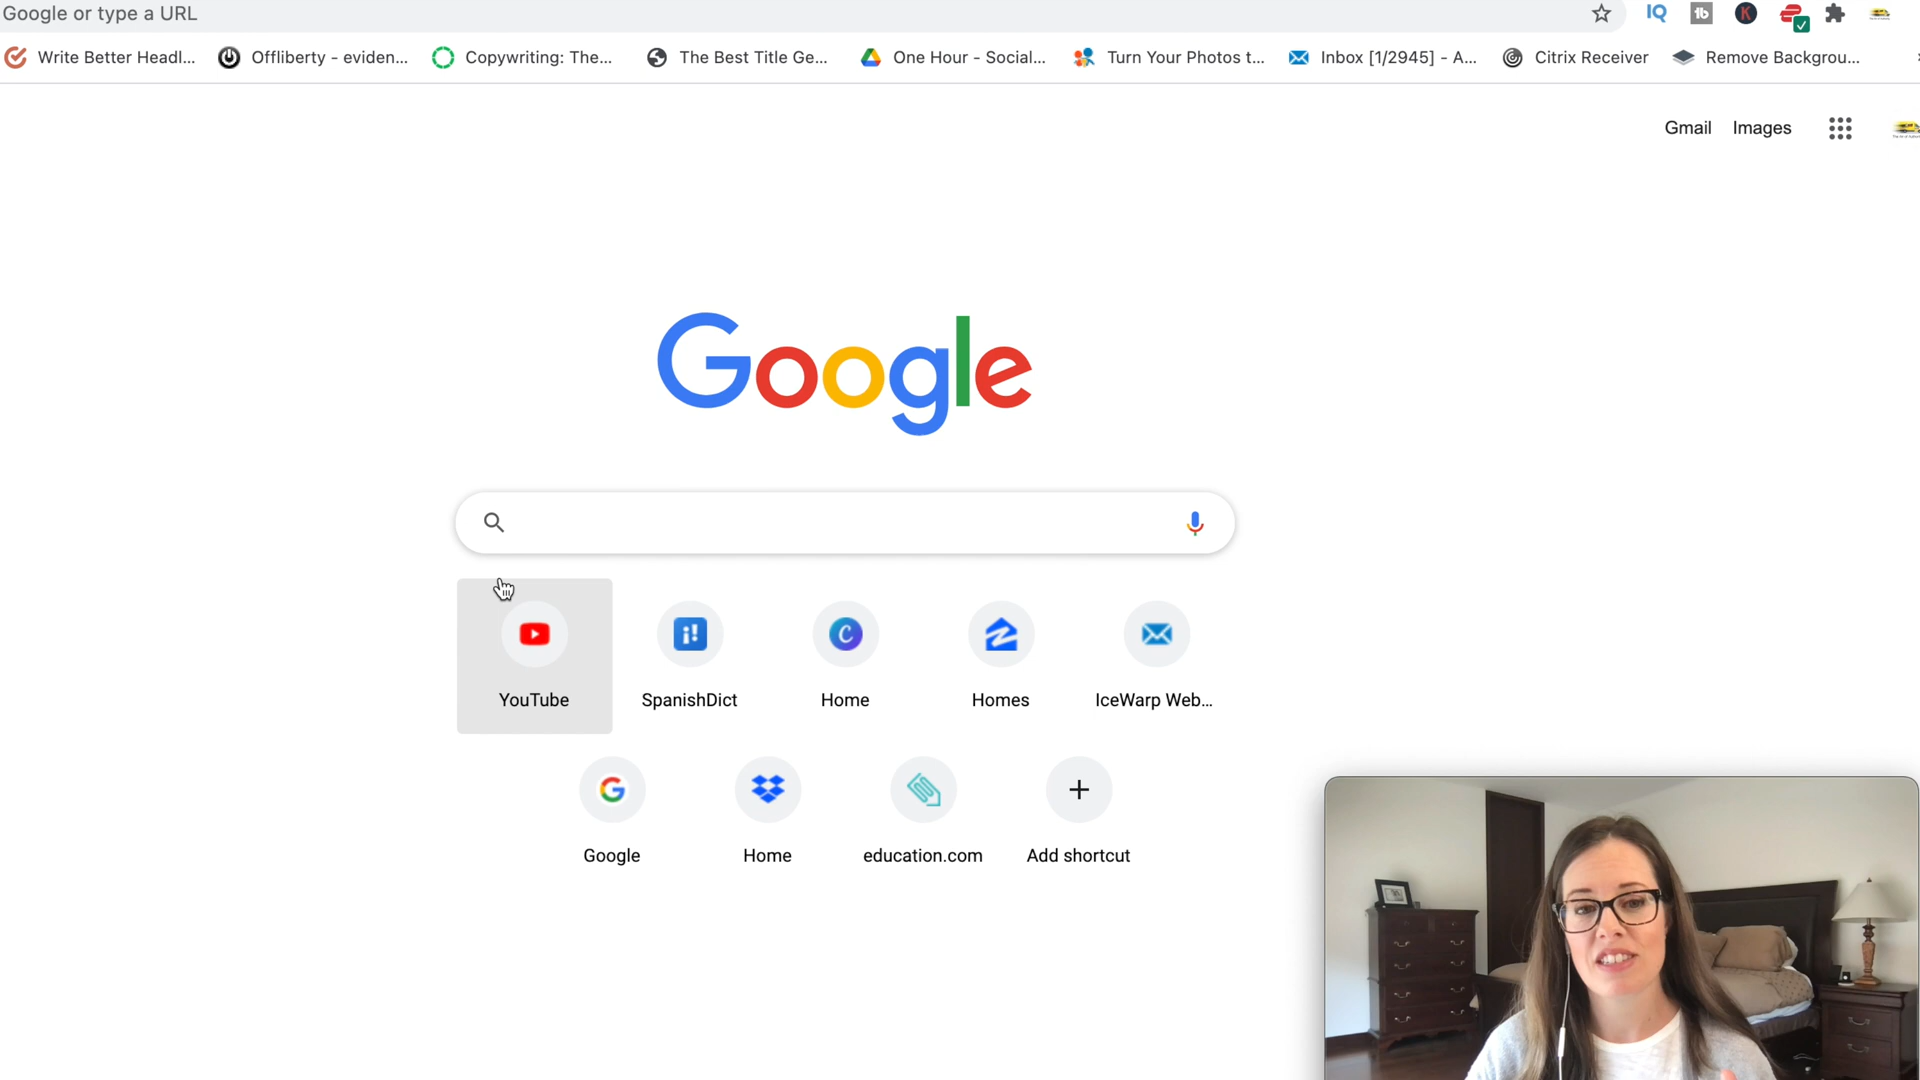 Google or type a URL
IQ
tb
K
Write Better Headl...
Offliberty - eviden...
Copywriting: The...
The Best Title Ge...
One Hour - Social...
Turn Your Photos t...
Inbox [1/2945] - A...
Citrix Receiver
Remove Backgrou...
Gmail
Images
Google
YouTube
SpanishDict
Home
Homes
IceWarp Web...
Google
Home
education.com
Add shortcut